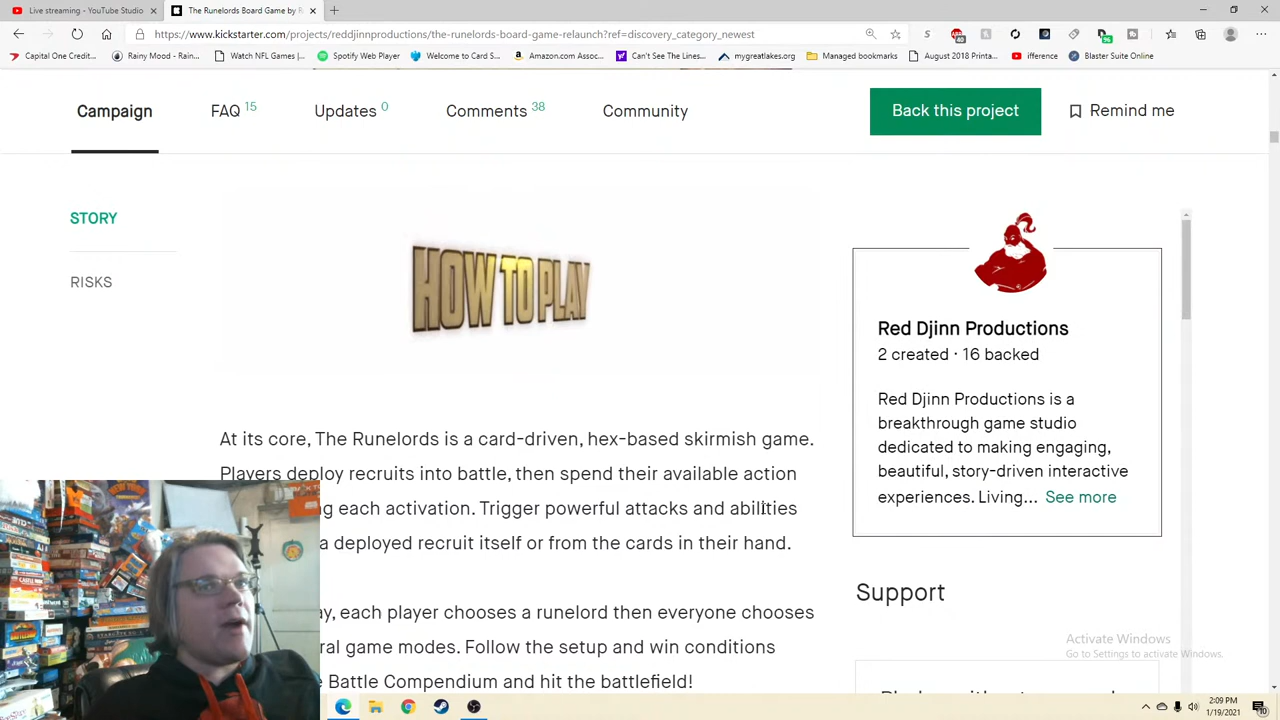 Live streaming - YouTube Studio
The Runelords Board Game by R
https://www.kickstarter.com/projects/reddjinnproductions/the-runelords-board-game-relaunch?ref=discovery_category_newest
Capital One Credit...
Rainy Mood - Rain...
Watch NFL Games |...
Spotify Web Player
Welcome to Card S...
Amazon.com Assoc...
Can't See The Lines...
mygreatlakes.org
Managed bookmarks
August 2018 Printa...
ifference
Blaster Suite Online
Campaign
FAQ 15
Updates 0
Comments 38
Community
Back this project
Remind me
STORY
RISKS
HOW TO PLAY
At its core, The Runelords is a card-driven, hex-based skirmish game.
Players deploy recruits into battle, then spend their available action
g each activation. Trigger powerful attacks and abilities
a deployed recruit itself or from the cards in their hand.
ay, each player chooses a runelord then everyone chooses
ral game modes. Follow the setup and win conditions
e Battle Compendium and hit the battlefield!
Red Djinn Productions
2 created · 16 backed
Red Djinn Productions is a
breakthrough game studio
dedicated to making engaging,
beautiful, story-driven interactive
experiences. Living... See more
Support
Activate Windows
Go to Settings to activate Windows.
2:09 PM
1/19/2021